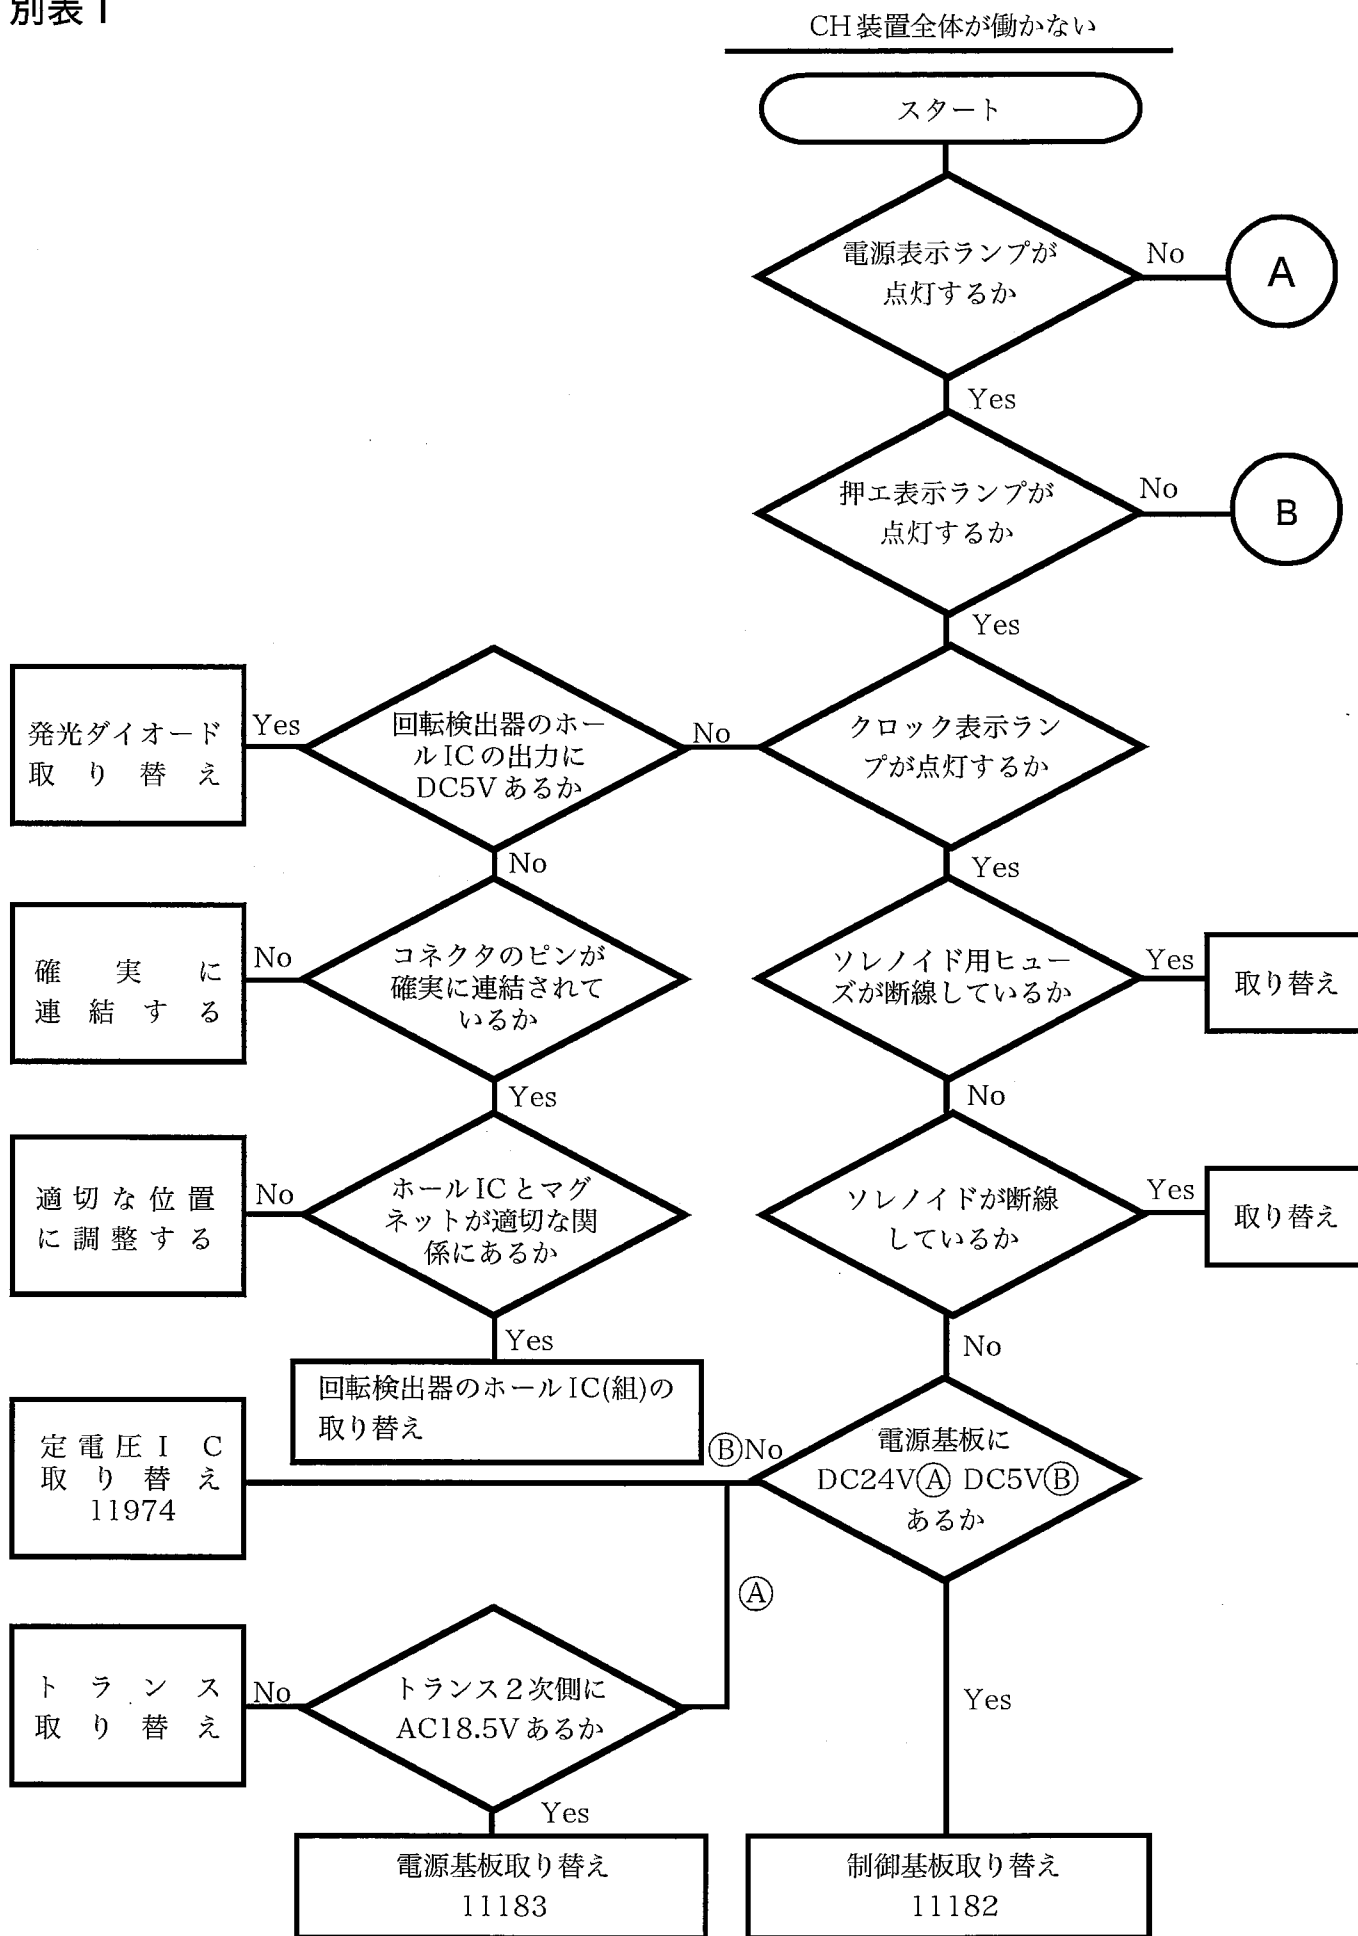 別表1
CH装置全体が働かない
スタート
電源表示ランプが
点灯するか
No
A
Yes
押エ表示ランプが
点灯するか
No
B
Yes
クロック表示ラン
プが点灯するか
No
回転検出器のホー
ルICの出力に
DC5Vあるか
Yes
発光ダイオード
取り替え
No
コネクタのピンが
確実に連結されて
いるか
No
確実に
連結する
Yes
ホールICとマグ
ネットが適切な関
係にあるか
No
適切な位置
に調整する
Yes
回転検出器のホールIC(組)の
取り替え
Yes
ソレノイド用ヒュー
ズが断線しているか
Yes
取り替え
No
ソレノイドが断線
しているか
Yes
取り替え
No
電源基板に
DC24VⒶ DC5VⒷ
あるか
ⒷNo
定電圧IC
取り替え
11974
Ⓐ
トランス2次側に
AC18.5Vあるか
No
トランス
取り替え
Yes
電源基板取り替え
11183
Yes
制御基板取り替え
11182